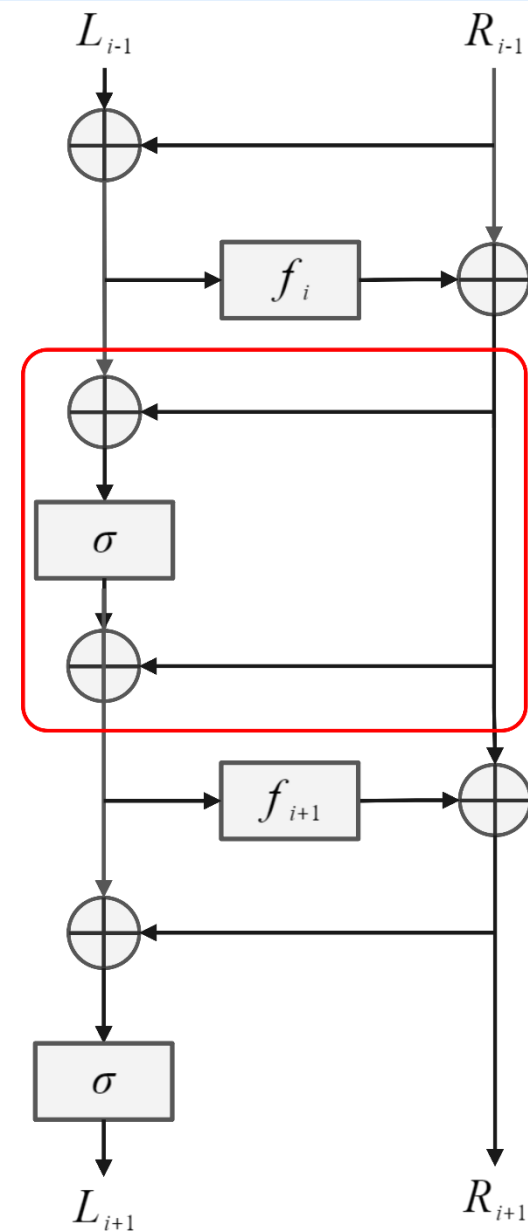 L_{i-1} R_{i-1}
f_i
σ
f_{i+1}
σ
L_{i+1} R_{i+1}